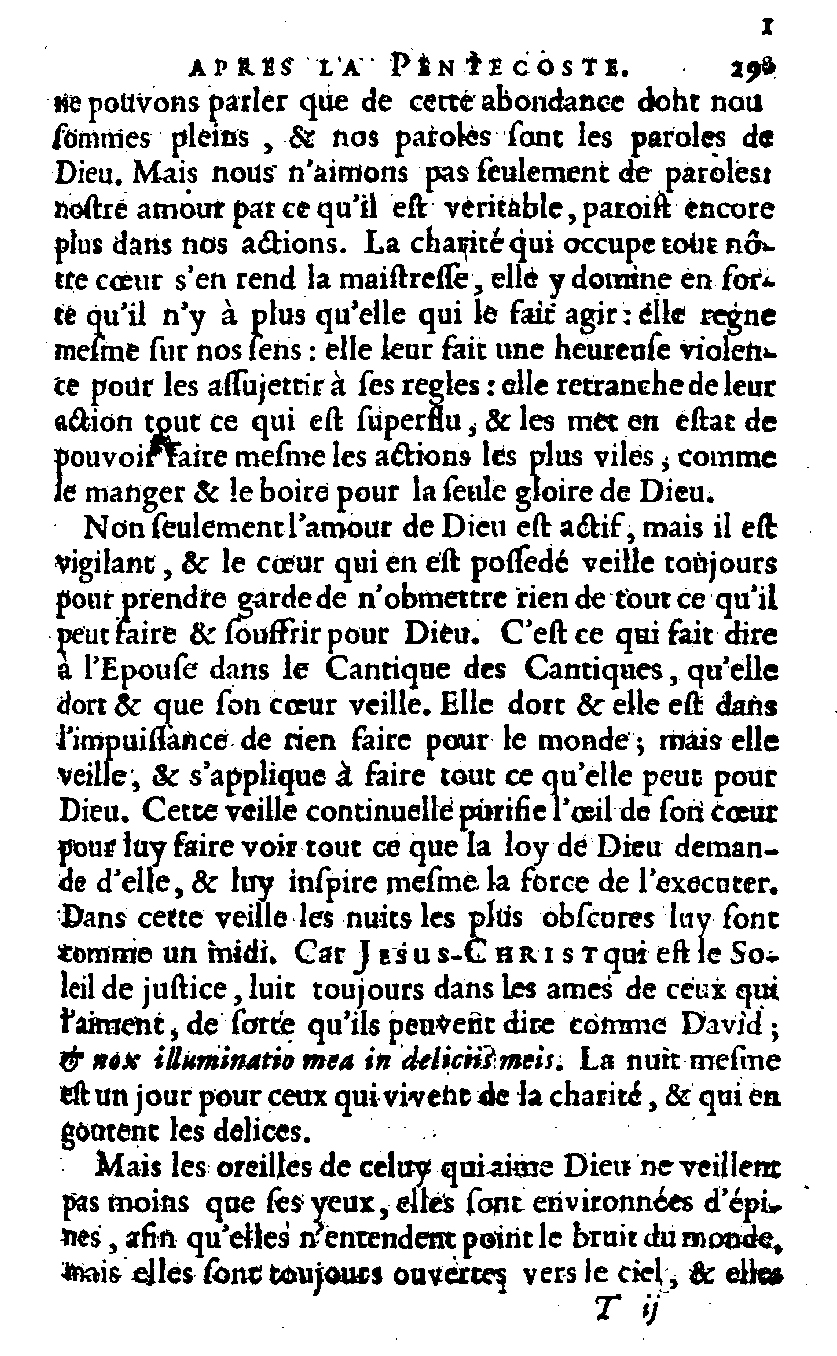 1
APRES LA PENTECOSTE. 29
ne pouvons parler que de cette abondance dont nou
ſommes pleins, & nos paroles ſont les paroles de
Dieu. Mais nous n'aimons pas ſeulement de paroles:
noſtre amour par ce qu'il eſt veritable, paroiſt encore
plus dans nos actions. La charité qui occupe tout nô-
tre cœur s'en rend la maiſtreſſe, elle y domine en for-
te qu'il n'y à plus qu'elle qui le fait agir: elle regne
meſme ſur nos ſens: elle leur fait une heureuſe violen-
ce pour les aſſujettir à ſes regles: elle retranche de leur
action tout ce qui eſt ſuperflu, & les met en eſtat de
pouvoir faire meſme les actions les plus viles, comme
le manger & le boire pour la ſeule gloire de Dieu.
Non ſeulement l'amour de Dieu eſt actif, mais il eſt
vigilant, & le cœur qui en eſt poſſedé veille toûjours
pour prendre garde de n'obmettre rien de tout ce qu'il
peut faire & ſouffrir pour Dieu. C'eſt ce qui fait dire
à l'Epouſe dans le Cantique des Cantiques, qu'elle
dort & que ſon cœur veille. Elle dort & elle eſt dans
l'impuiſſance de rien faire pour le monde; mais elle
veille, & s'applique à faire tout ce qu'elle peut pour
Dieu. Cette veille continuelle purifie l'œil de ſon cœur
pour luy faire voir tout ce que la loy de Dieu deman-
de d'elle, & luy inſpire meſme la force de l'executer.
Dans cette veille les nuits les plus obſcures luy ſont
comme un midi. Car JESUS-CHRIST qui eſt le So-
leil de juſtice, luit toujours dans les ames de ceux qui
l'aiment, de ſorte qu'ils peuvent dire comme David;
& nox illuminatio mea in deliciis meis. La nuit meſme
eſt un jour pour ceux qui vivent de la charité, & qui en
goutent les delices.
Mais les oreilles de celuy qui aime Dieu ne veillent
pas moins que ſes yeux, elles ſont environnées d'épi-
nes, afin qu'elles n'entendent point le bruit du monde,
mais elles ſont toujours ouvertes vers le ciel, & elles
T ij